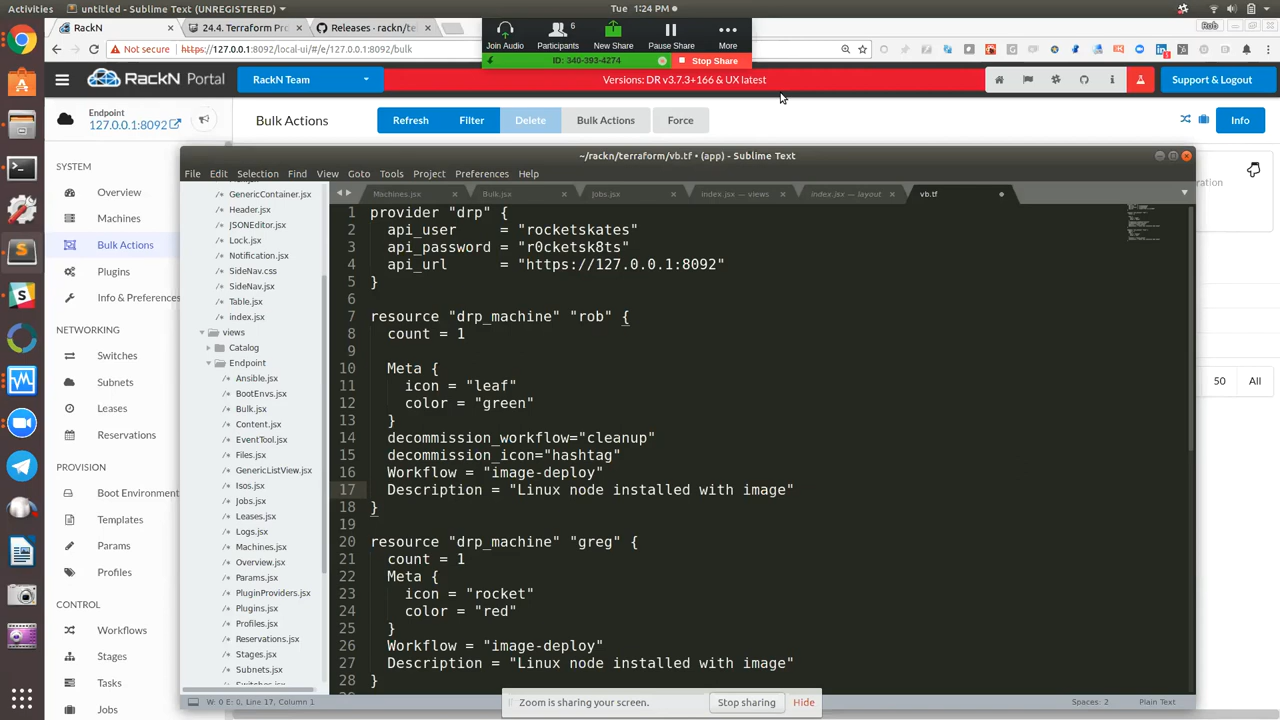 Activities
untitled - Sublime Text (UNREGISTERED)
Tue 1:24 PM
RackN
24.4. Terraform Pro
Releases · rackn/te
Rob
Not secure
https://127.0.0.1:8092/local-ui/#/e/127.0.0.1:8092/bulk
Join Audio
Participants
6
New Share
Pause Share
More
ID: 340-393-4274
Stop Share
RackN Portal
RackN Team
Versions: DR v3.7.3+166 & UX latest
Support & Logout
Endpoint
127.0.0.1:8092
Bulk Actions
Refresh
Filter
Delete
Bulk Actions
Force
Info
SYSTEM
Overview
Machines
Bulk Actions
Plugins
Info & Preferences
NETWORKING
Switches
Subnets
Leases
Reservations
PROVISION
Boot Environment
Templates
Params
Profiles
CONTROL
Workflows
Stages
Tasks
Jobs
ration
50
All
~/rackn/terraform/vb.tf • (app) - Sublime Text
File Edit Selection Find View Goto Tools Project Preferences Help
Machines.jsx
Bulk.jsx
Jobs.jsx
index.jsx — views
index.jsx — layout
vb.tf
GenericContainer.jsx
Header.jsx
JSONEditor.jsx
Lock.jsx
Notification.jsx
SideNav.css
SideNav.jsx
Table.jsx
index.jsx
views
Catalog
Endpoint
Ansible.jsx
BootEnvs.jsx
Bulk.jsx
Content.jsx
EventTool.jsx
Files.jsx
GenericListView.jsx
Isos.jsx
Jobs.jsx
Leases.jsx
Logs.jsx
Machines.jsx
Overview.jsx
Params.jsx
PluginProviders.jsx
Plugins.jsx
Profiles.jsx
Reservations.jsx
Stages.jsx
Subnets.jsx
Switches.jsx
1 provider "drp" {
2 api_user = "rocketskates"
3 api_password = "r0cketsk8ts"
4 api_url = "https://127.0.0.1:8092"
5 }
6
7 resource "drp_machine" "rob" {
8 count = 1
9
10 Meta {
11 icon = "leaf"
12 color = "green"
13 }
14 decommission_workflow="cleanup"
15 decommission_icon="hashtag"
16 Workflow = "image-deploy"
17 Description = "Linux node installed with image"
18 }
19
20 resource "drp_machine" "greg" {
21 count = 1
22 Meta {
23 icon = "rocket"
24 color = "red"
25 }
26 Workflow = "image-deploy"
27 Description = "Linux node installed with image"
28 }
W: 0 E: 0, Line 17, Column 1
Spaces: 2
Plain Text
Zoom is sharing your screen.
Stop sharing
Hide